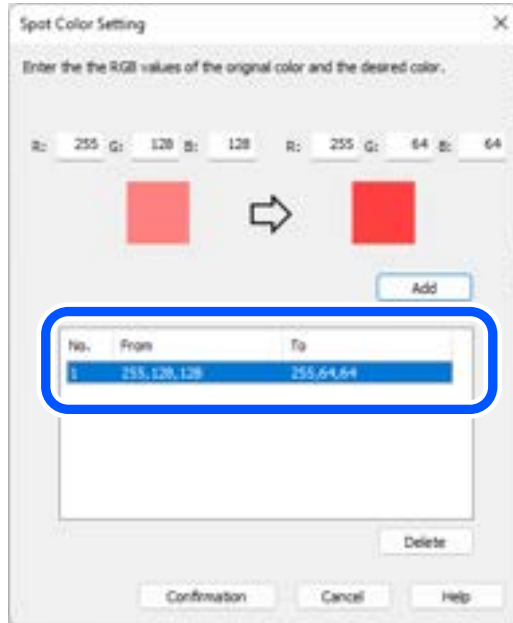 Spot Color Setting
Enter the the RGB values of the original color and the desired color.
R: 255 G: 128 B: 128 R: 255 G: 64 B: 64
Add
No. From To
1 255,128,128 255,64,64
Delete
Confirmation Cancel Help